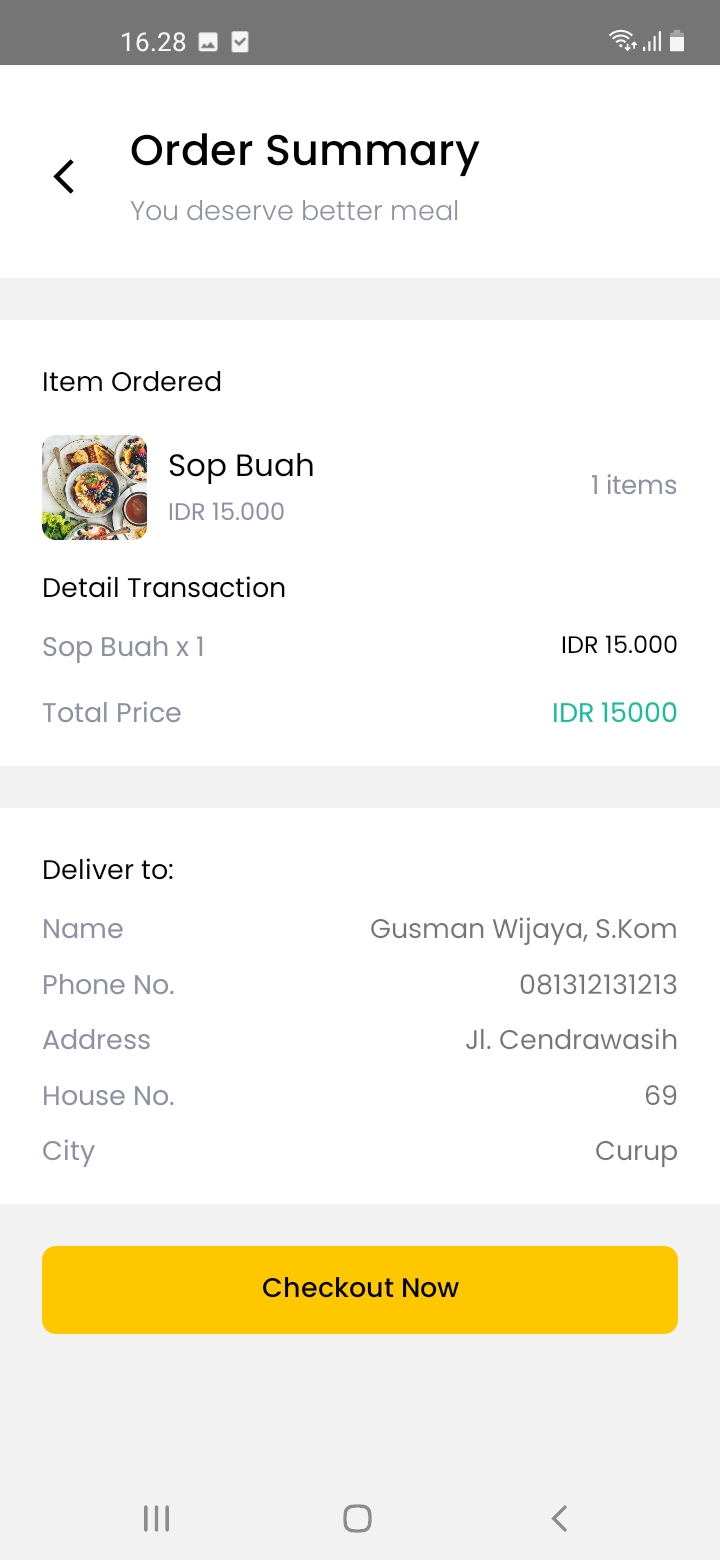 16.28
Order Summary
You deserve better meal
Item Ordered
Sop Buah
IDR 15.000
1 items
Detail Transaction
Sop Buah x 1 IDR 15.000
Total Price IDR 15000
Deliver to:
Name Gusman Wijaya, S.Kom
Phone No. 081312131213
Address Jl. Cendrawasih
House No. 69
City Curup
Checkout Now